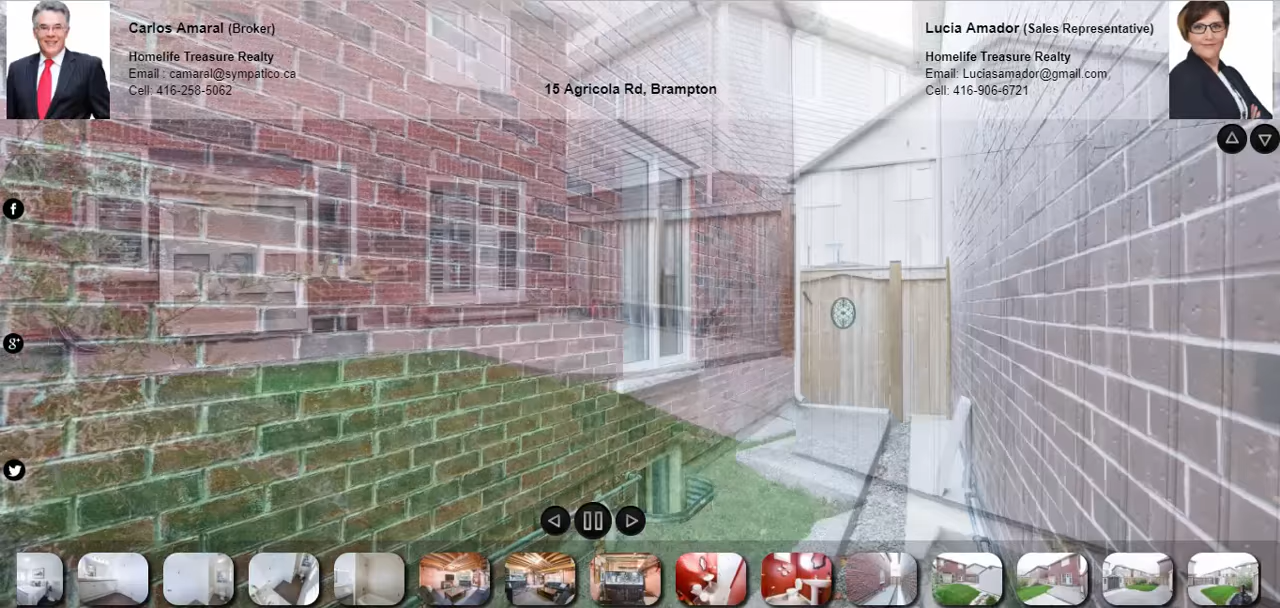 Carlos Amaral (Broker)
Homelife Treasure Realty
Email : camaral@sympatico.ca
Cell: 416-258-5062
15 Agricola Rd, Brampton
Lucia Amador (Sales Representative)
Homelife Treasure Realty
Email: Luciasamador@gmail.com
Cell: 416-906-6721
f
g+